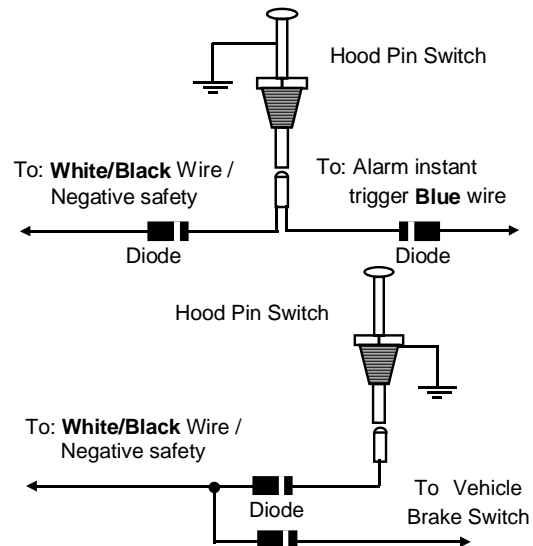 Hood Pin Switch
To: White/Black Wire /
Negative safety
To: Alarm instant
trigger Blue wire
Diode
Diode
Hood Pin Switch
To: White/Black Wire /
Negative safety
Diode
To Vehicle
Brake Switch